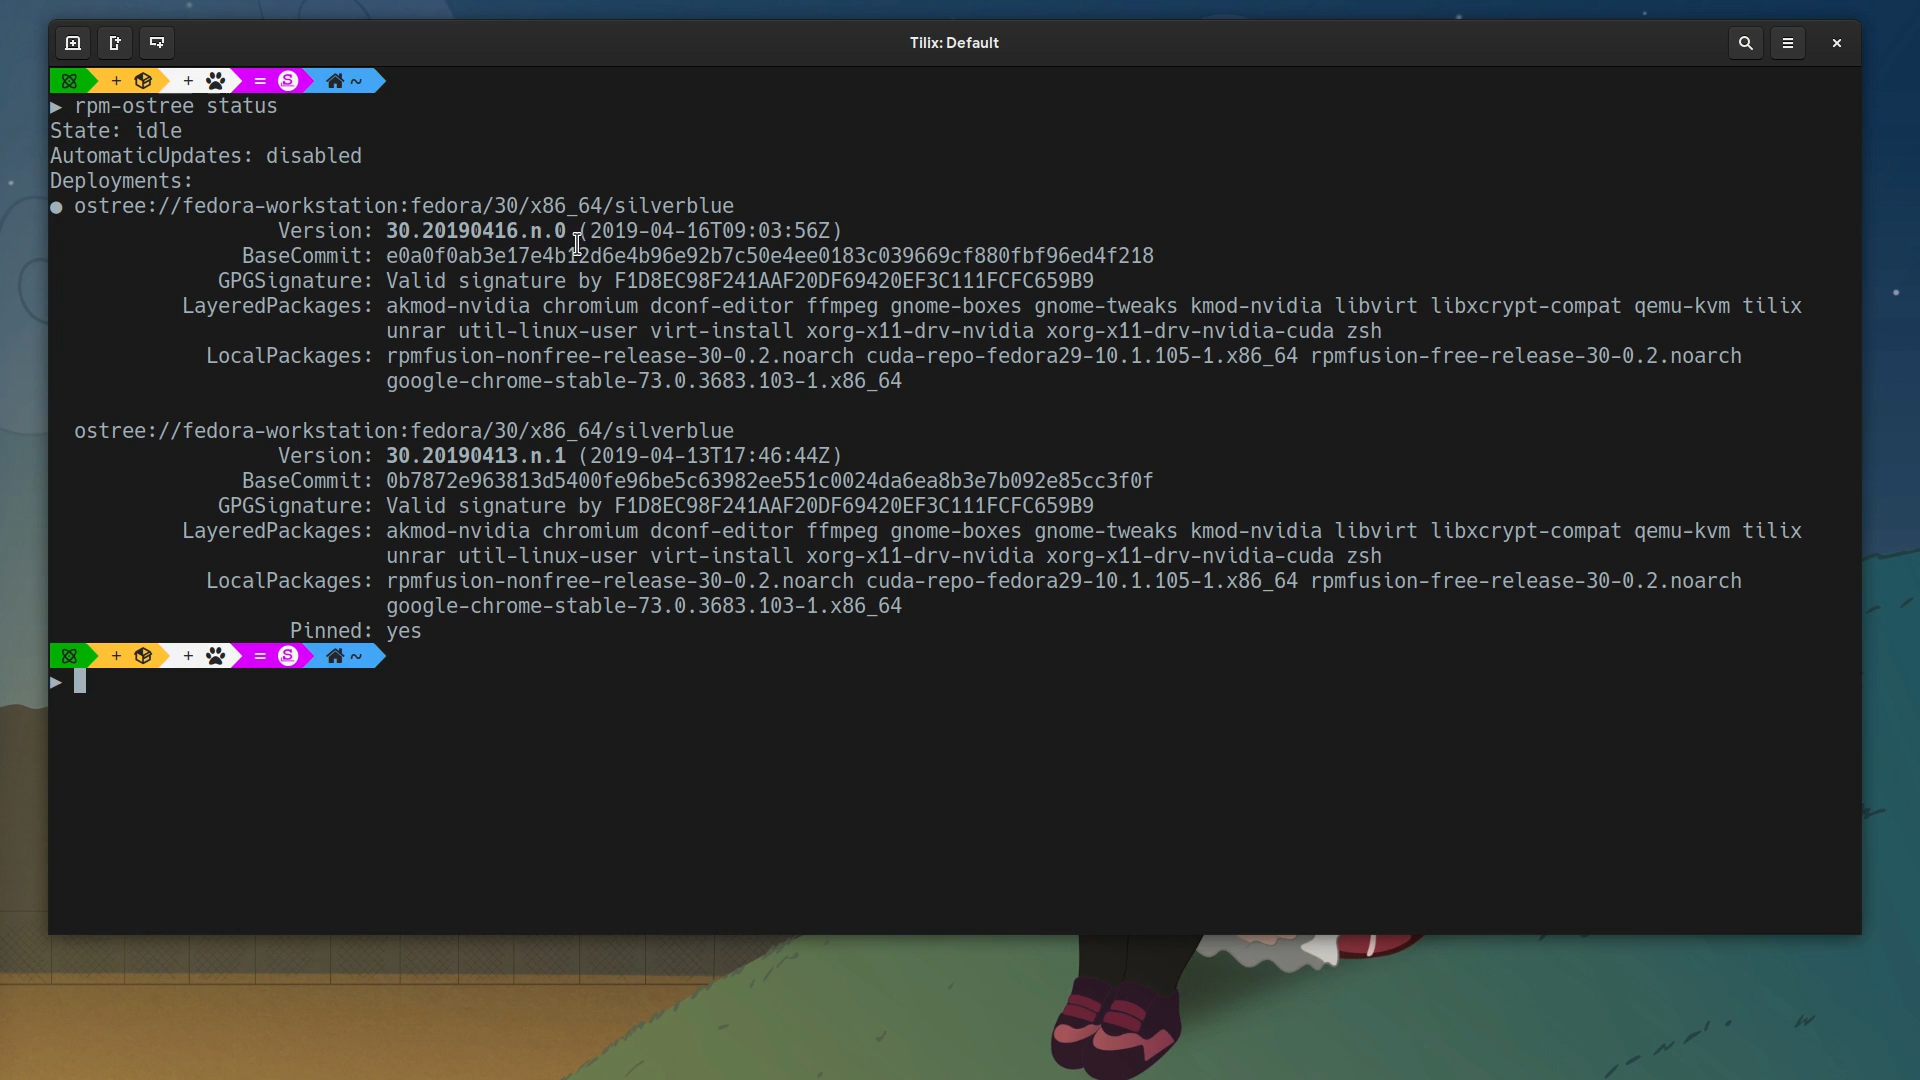 Tilix: Default
+ + = S ~
▶ rpm-ostree status
State: idle
AutomaticUpdates: disabled
Deployments:
● ostree://fedora-workstation:fedora/30/x86_64/silverblue
Version: 30.20190416.n.0 (2019-04-16T09:03:56Z)
BaseCommit: e0a0f0ab3e17e4b12d6e4b96e92b7c50e4ee0183c039669cf880fbf96ed4f218
GPGSignature: Valid signature by F1D8EC98F241AAF20DF69420EF3C111FCFC659B9
LayeredPackages: akmod-nvidia chromium dconf-editor ffmpeg gnome-boxes gnome-tweaks kmod-nvidia libvirt libxcrypt-compat qemu-kvm tilix
unrar util-linux-user virt-install xorg-x11-drv-nvidia xorg-x11-drv-nvidia-cuda zsh
LocalPackages: rpmfusion-nonfree-release-30-0.2.noarch cuda-repo-fedora29-10.1.105-1.x86_64 rpmfusion-free-release-30-0.2.noarch
google-chrome-stable-73.0.3683.103-1.x86_64
ostree://fedora-workstation:fedora/30/x86_64/silverblue
Version: 30.20190413.n.1 (2019-04-13T17:46:44Z)
BaseCommit: 0b7872e963813d5400fe96be5c63982ee551c0024da6ea8b3e7b092e85cc3f0f
GPGSignature: Valid signature by F1D8EC98F241AAF20DF69420EF3C111FCFC659B9
LayeredPackages: akmod-nvidia chromium dconf-editor ffmpeg gnome-boxes gnome-tweaks kmod-nvidia libvirt libxcrypt-compat qemu-kvm tilix
unrar util-linux-user virt-install xorg-x11-drv-nvidia xorg-x11-drv-nvidia-cuda zsh
LocalPackages: rpmfusion-nonfree-release-30-0.2.noarch cuda-repo-fedora29-10.1.105-1.x86_64 rpmfusion-free-release-30-0.2.noarch
google-chrome-stable-73.0.3683.103-1.x86_64
Pinned: yes
+ + = S ~
▶